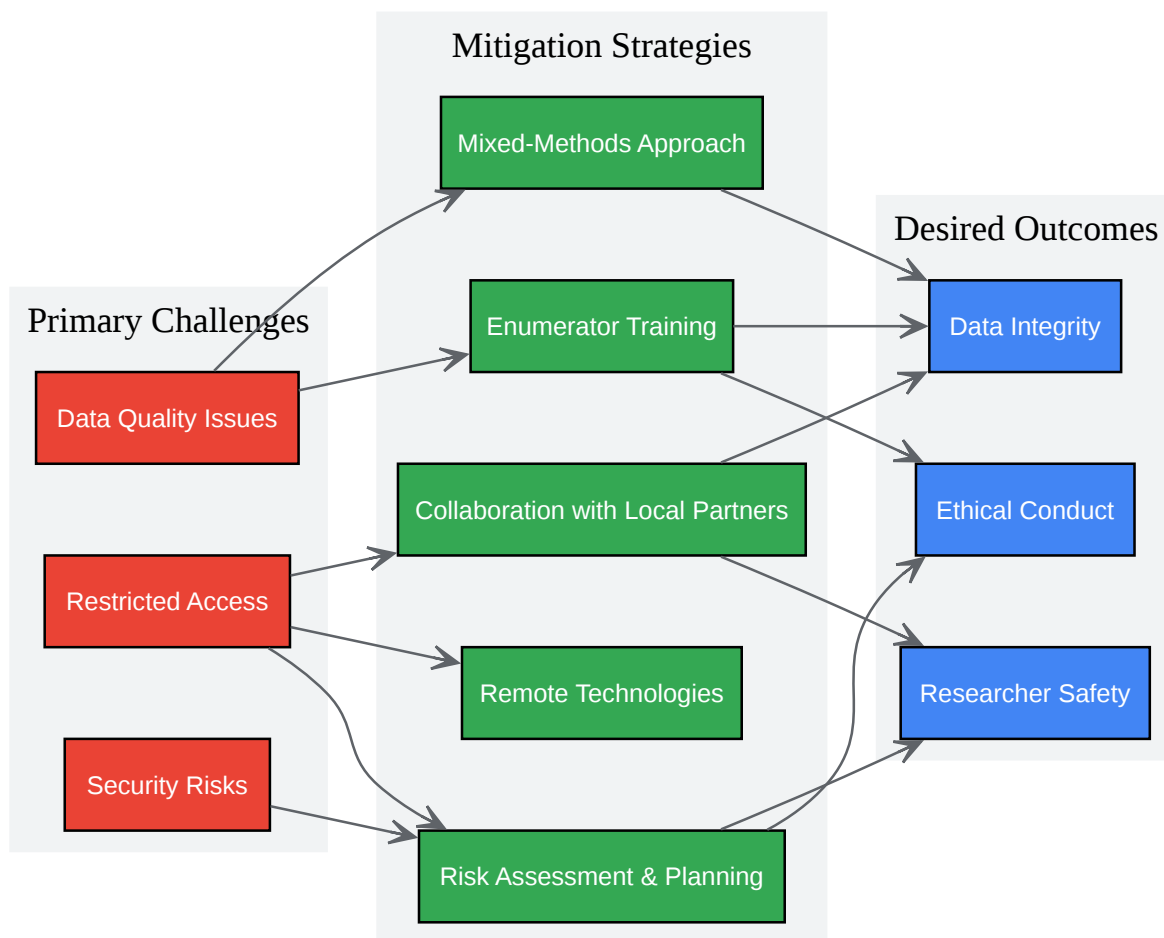 Mitigation Strategies
Mixed-Methods Approach
Enumerator Training
Collaboration with Local Partners
Remote Technologies
Risk Assessment & Planning
Primary Challenges
Data Quality Issues
Restricted Access
Security Risks
Desired Outcomes
Data Integrity
Ethical Conduct
Researcher Safety